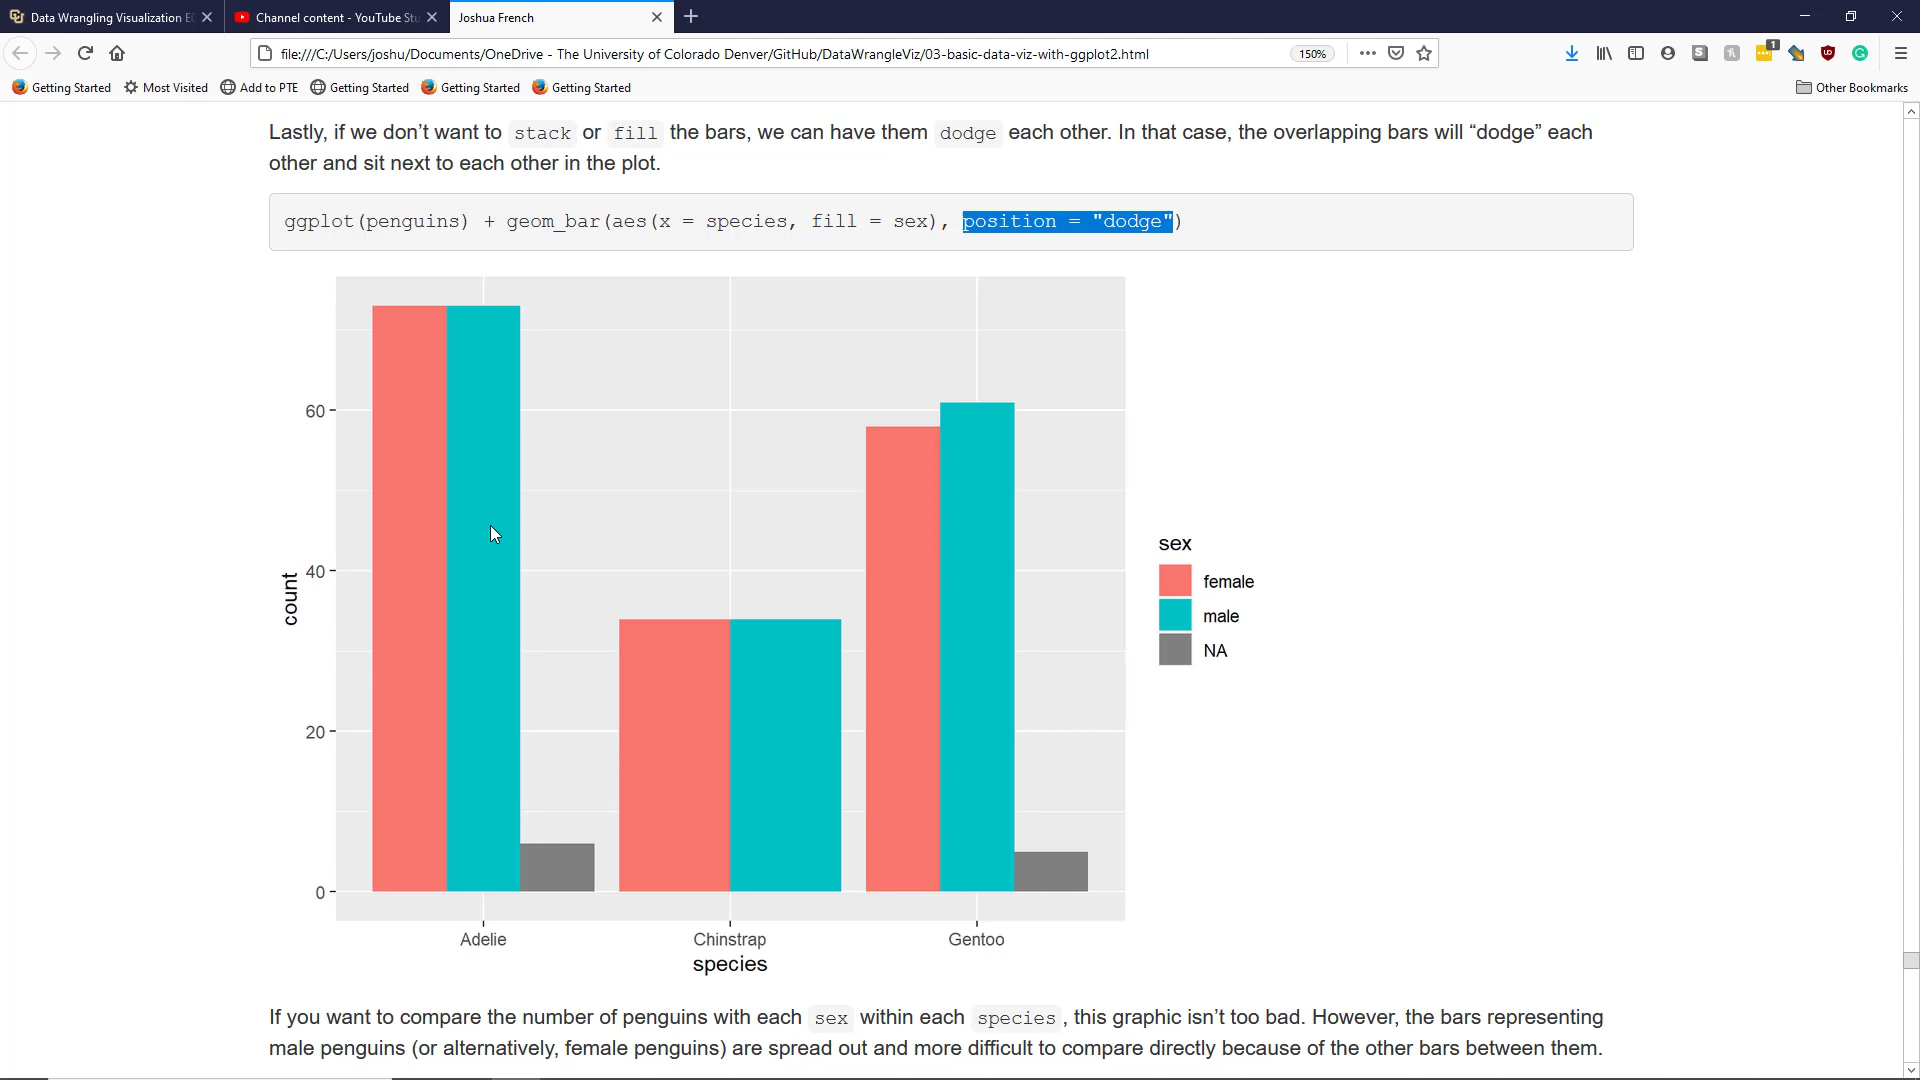 Data Wrangling Visualization E
Channel content - YouTube Stu
Joshua French
file:///C:/Users/joshu/Documents/OneDrive - The University of Colorado Denver/GitHub/DataWrangleViz/03-basic-data-viz-with-ggplot2.html
150%
1
Getting Started
Most Visited
Add to PTE
Getting Started
Getting Started
Getting Started
Other Bookmarks
Lastly, if we don’t want to stack or fill the bars, we can have them dodge each other. In that case, the overlapping bars will “dodge” each
other and sit next to each other in the plot.
ggplot(penguins) + geom_bar(aes(x = species, fill = sex), position = "dodge")
60
40
20
0
count
Adelie
Chinstrap
Gentoo
species
sex
female
male
NA
If you want to compare the number of penguins with each sex within each species, this graphic isn’t too bad. However, the bars representing
male penguins (or alternatively, female penguins) are spread out and more difficult to compare directly because of the other bars between them.